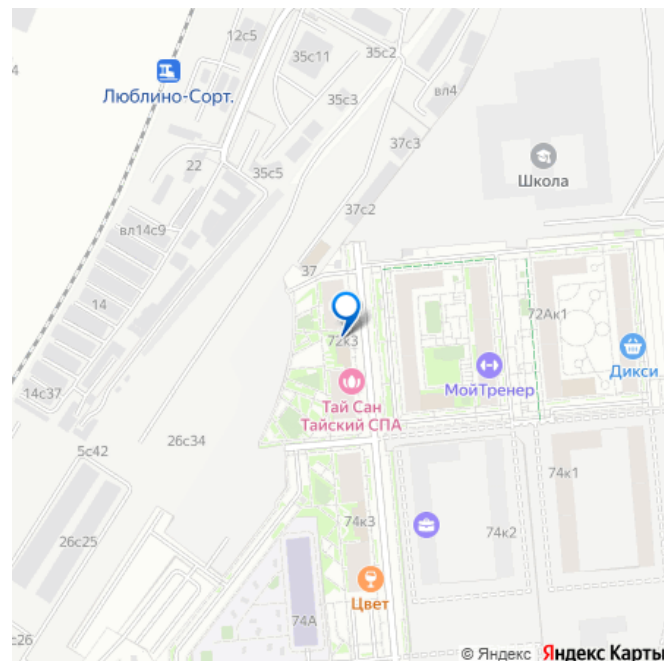 12с5
35с11
35с2
4
Люблино-Сорт.
35с3
вл4
37с3
22
35с5
Школа
37с2
вл14с9
37
14
72к3
72Ак1
Дикси
МойТренер
14с37
Тай Сан
Тайский СПА
26с34
5с42
74к1
74к3
74к2
26с25
Цвет
74А
с26
© Яндекс Яндекс Карты